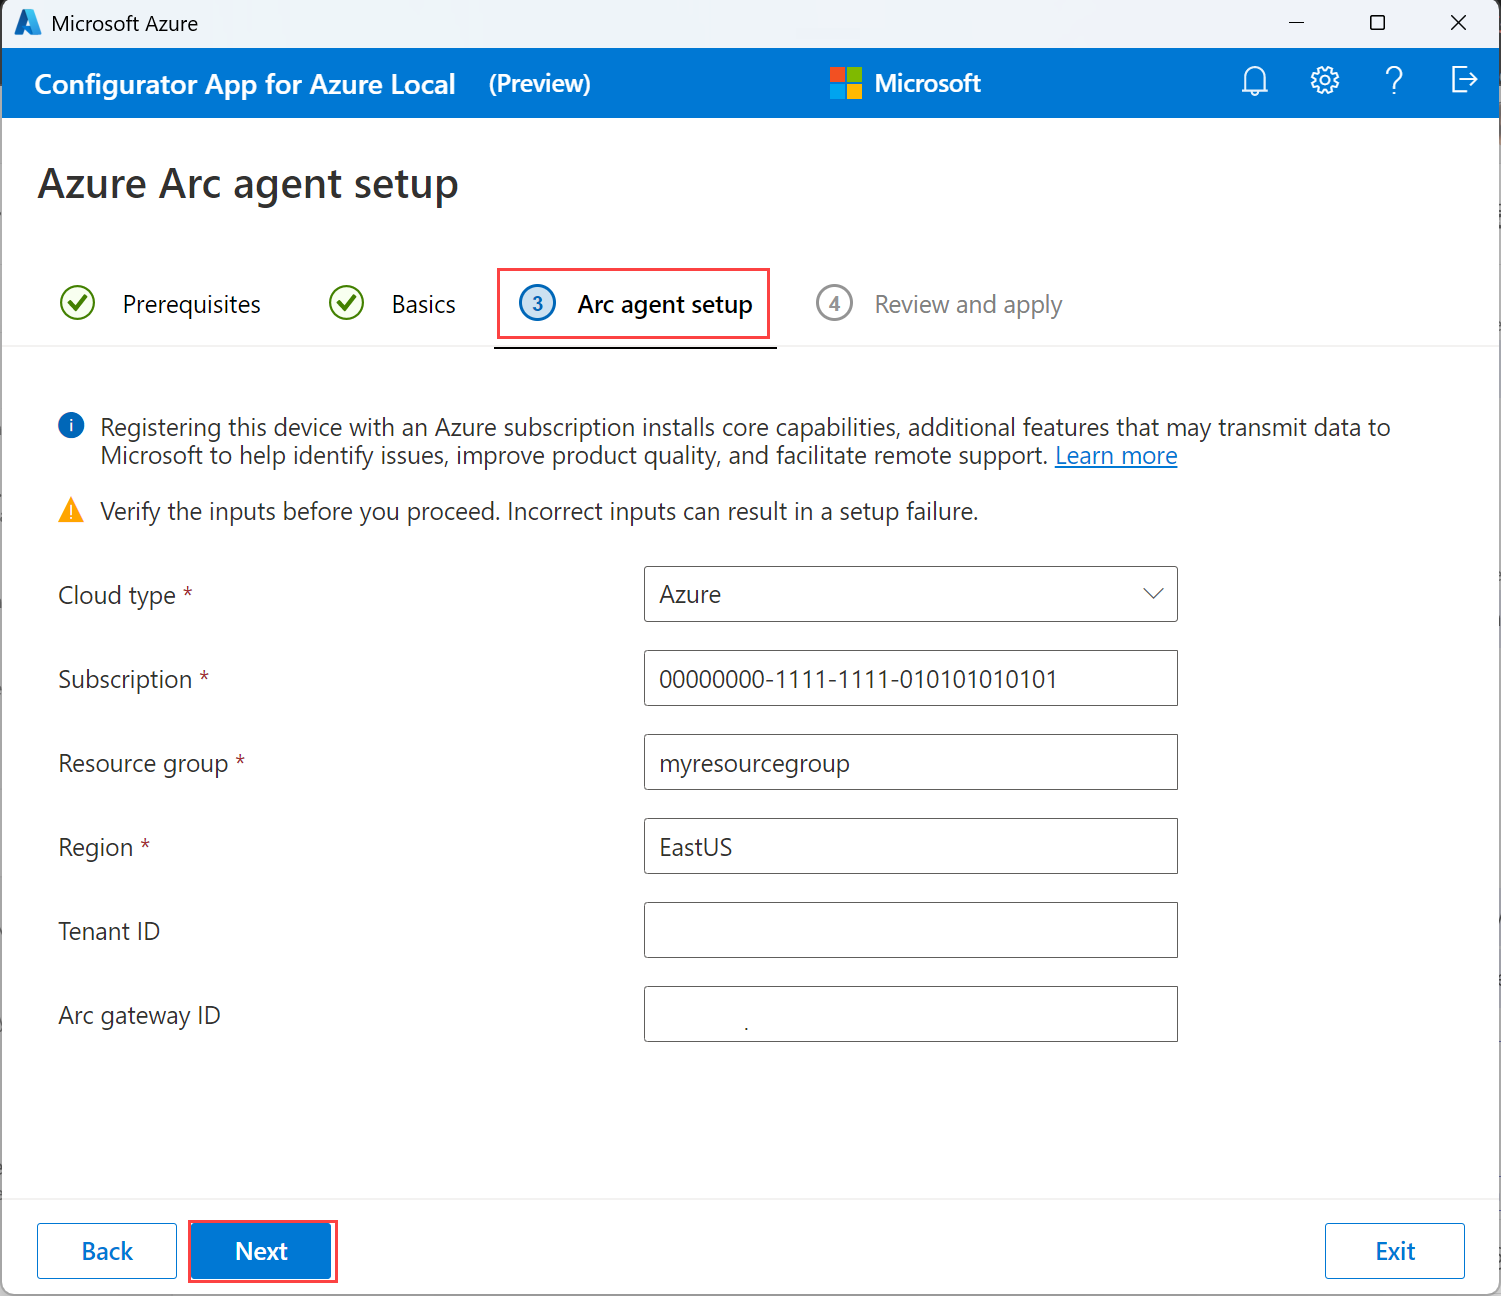 Microsoft Azure
Configurator App for Azure Local (Preview) Microsoft
Azure Arc agent setup
Prerequisites Basics 3 Arc agent setup 4 Review and apply
Registering this device with an Azure subscription installs core capabilities, additional features that may transmit data to
Microsoft to help identify issues, improve product quality, and facilitate remote support. Learn more
Verify the inputs before you proceed. Incorrect inputs can result in a setup failure.
Cloud type * Azure
Subscription * 00000000-1111-1111-010101010101
Resource group * myresourcegroup
Region * EastUS
Tenant ID
Arc gateway ID .
Back Next Exit